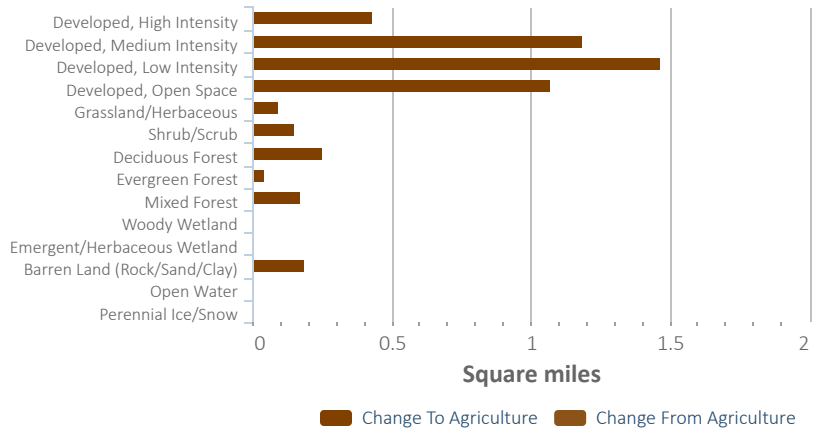 Developed, High Intensity
Developed, Medium Intensity
Developed, Low Intensity
Developed, Open Space
Grassland/Herbaceous
Shrub/Scrub
Deciduous Forest
Evergreen Forest
Mixed Forest
Woody Wetland
Emergent/Herbaceous Wetland
Barren Land (Rock/Sand/Clay)
Open Water
Perennial Ice/Snow
0 0.5 1 1.5 2
Square miles
Change To Agriculture Change From Agriculture